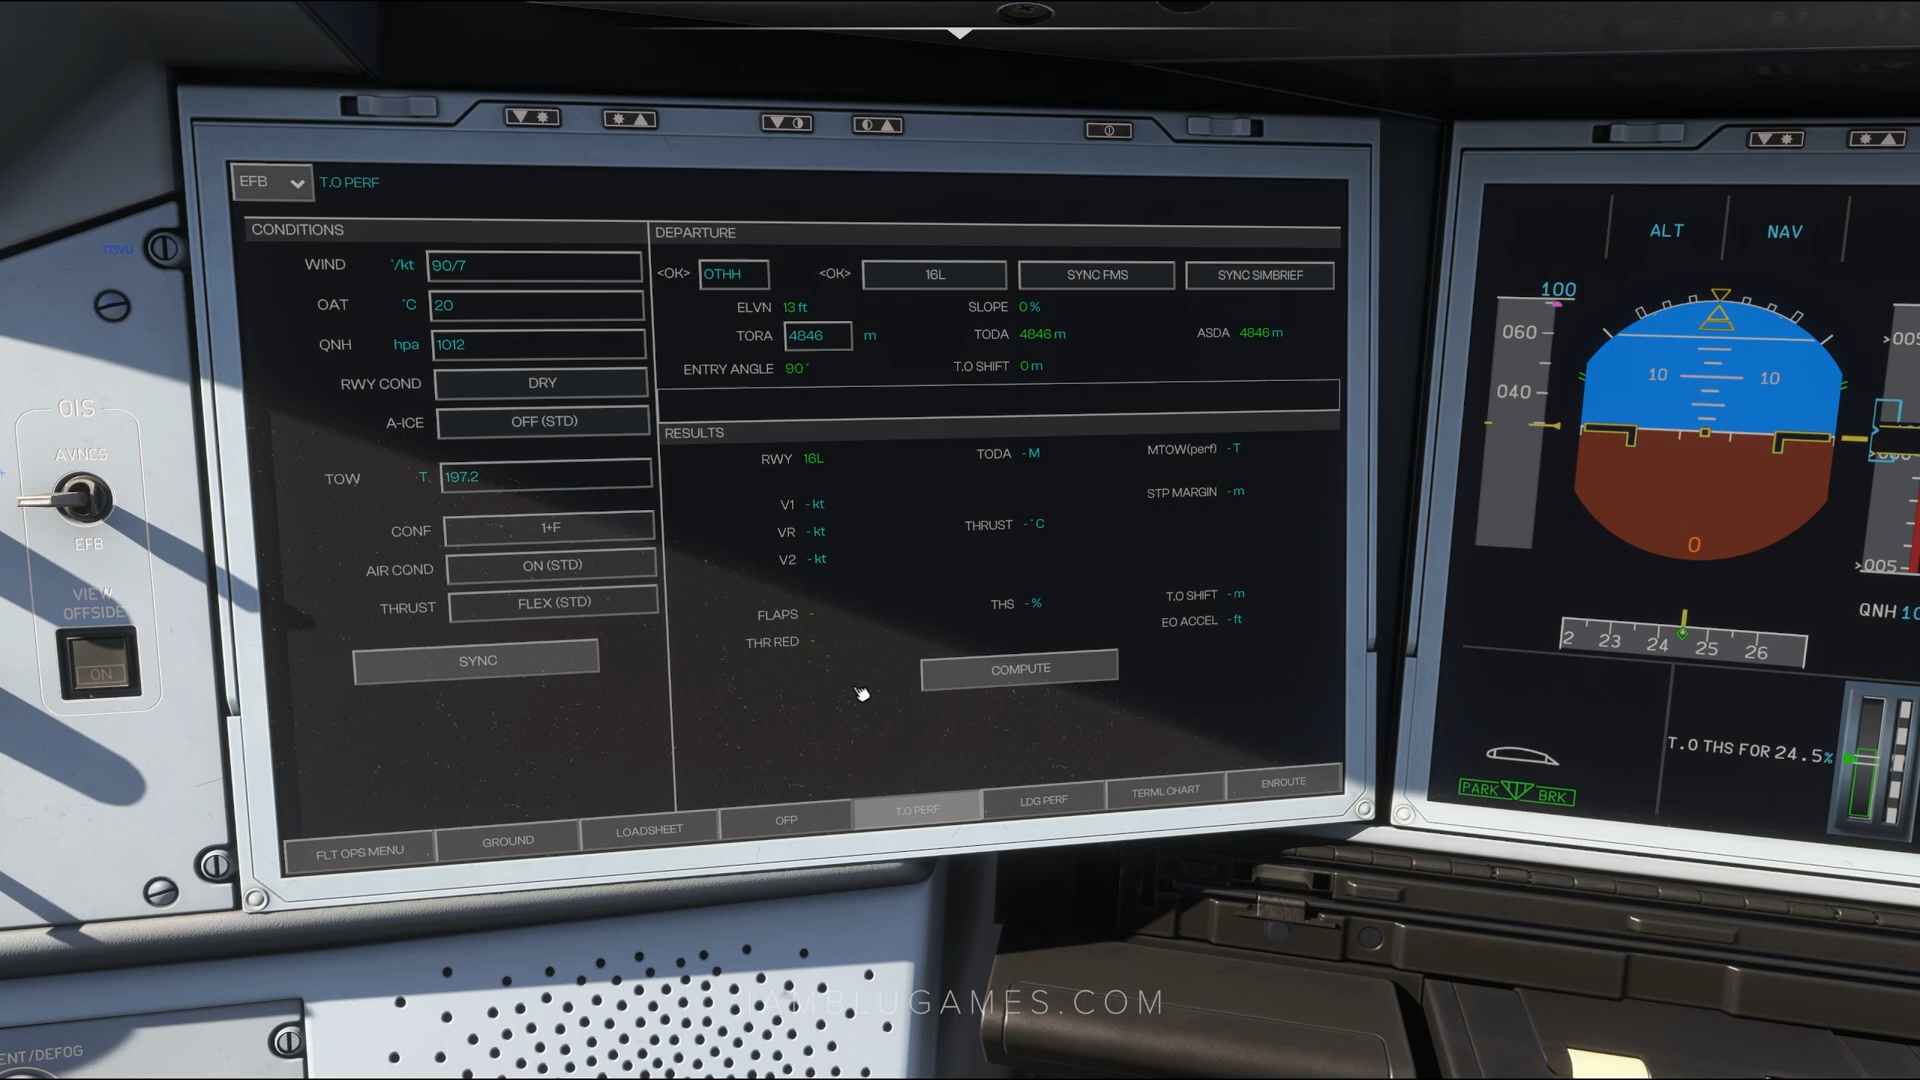 EFB T.O PERF
CONDITIONS
WIND °/kt 90/7
OAT °C 20
QNH hpa 1012
RWY COND DRY
A-ICE OFF (STD)
TOW T 197.2
CONF 1+F
AIR COND ON (STD)
THRUST FLEX (STD)
SYNC
DEPARTURE
<OK> OTHH <OK> 16L SYNC FMS SYNC SIMBRIEF
ELVN 13 ft SLOPE 0 %
TORA 4846 m TODA 4846 m ASDA 4846 m
ENTRY ANGLE 90° T.O SHIFT 0 m
RESULTS
RWY 16L TODA - M MTOW(perf) - T
STP MARGIN - m
V1 - kt
VR - kt THRUST - °C
V2 - kt
THS - % T.O SHIFT - m
FLAPS - EO ACCEL - ft
THR RED -
COMPUTE
FLT OPS MENU GROUND LOADSHEET OFP T.O PERF LDG PERF TERML CHART ENROUTE
313VU
OIS
AVNCS
EFB
VIEW
OFFSIDE
ON
ALT NAV
100
060
040
10 10
0
005
005
QNH 10
2 23 24 25 26
T.O THS FOR 24.5%
PARK BRK
ENT/DEFOG
IAMBLUGAMES.COM